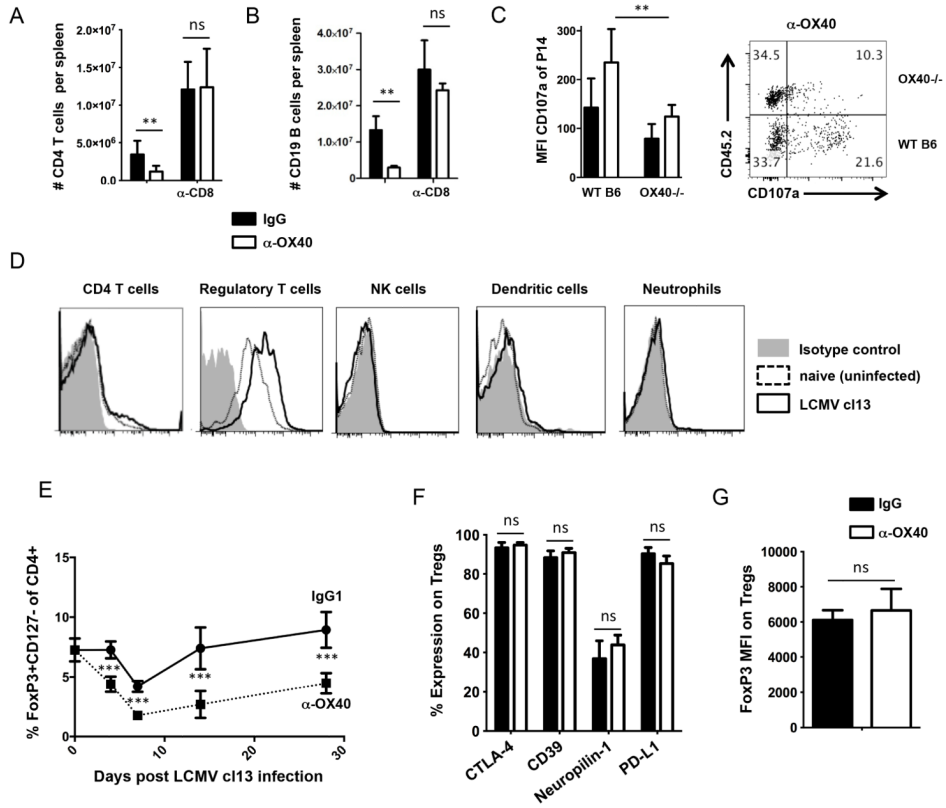 A
# CD4 T cells per spleen
2.0×10⁷
1.5×10⁷
1.0×10⁷
5.0×10⁶
0.0
**
ns
α-CD8
B
# CD19 B cells per spleen
4.0×10⁷
3.0×10⁷
2.0×10⁷
1.0×10⁷
0.0
**
ns
α-CD8
IgG
α-OX40
C
MFI CD107a of P14
300
200
100
0
**
WT B6 OX40-/-
α-OX40
34.5 10.3
33.7 21.6
CD45.2
CD107a
OX40-/-
WT B6
D
CD4 T cells Regulatory T cells NK cells Dendritic cells Neutrophils
Isotype control
naive (uninfected)
LCMV cl13
E
% FoxP3+CD127- of CD4+
15
10
5
0
IgG1
***
***
***
***
α-OX40
0 10 20 30
Days post LCMV cl13 infection
F
% Expression on Tregs
100
80
60
40
20
0
ns
ns
ns
ns
CTLA-4
CD39
Neuropilin-1
PD-L1
G
IgG
α-OX40
FoxP3 MFI on Tregs
10000
8000
6000
4000
2000
0
ns